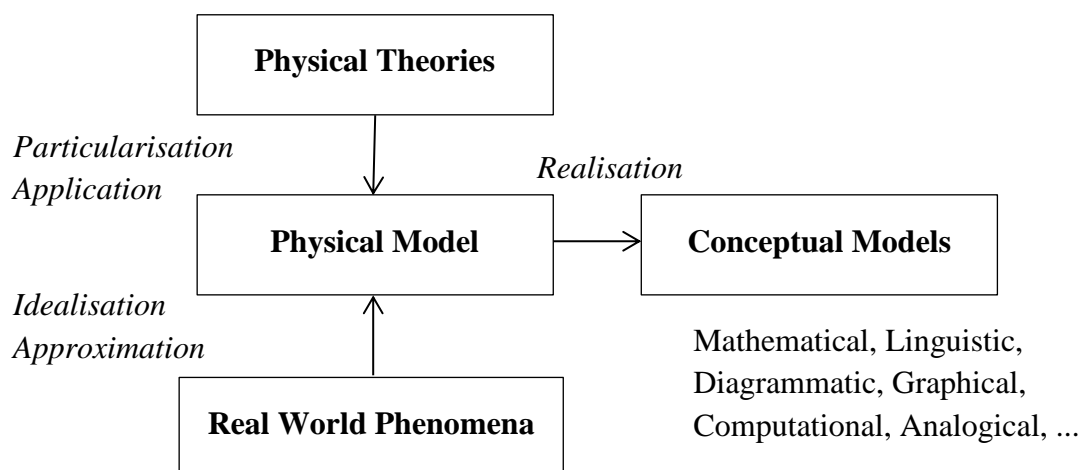 Physical Theories
Particularisation
Application
Realisation
Physical Model
Conceptual Models
Idealisation
Approximation
Mathematical, Linguistic,
Diagrammatic, Graphical,
Computational, Analogical, ...
Real World Phenomena